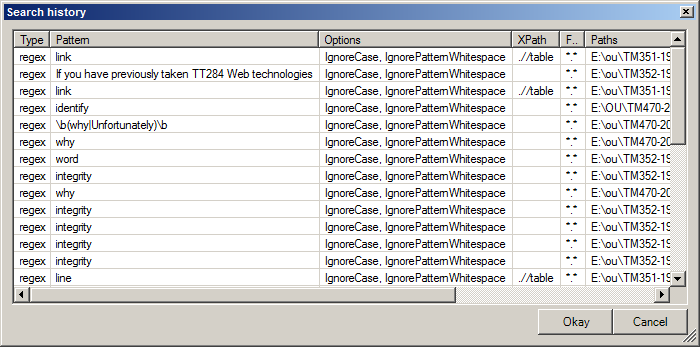 Search history
Type Pattern Options XPath F.. Paths
regex link IgnoreCase, IgnorePatternWhitespace .//table *.* E:\ou\TM351-19
regex If you have previously taken TT284 Web technologies IgnoreCase, IgnorePatternWhitespace *.* E:\ou\TM352-19
regex link IgnoreCase, IgnorePatternWhitespace .//table *.* E:\ou\TM351-19
regex identify IgnoreCase, IgnorePatternWhitespace *.* E:\OU\TM470-20
regex \b(why|Unfortunately)\b IgnoreCase, IgnorePatternWhitespace *.* E:\ou\TM470-20
regex why IgnoreCase, IgnorePatternWhitespace *.* E:\ou\TM470-20
regex word IgnoreCase, IgnorePatternWhitespace *.* E:\ou\TM352-19
regex integrity IgnoreCase, IgnorePatternWhitespace *.* E:\ou\TM352-19
regex why IgnoreCase, IgnorePatternWhitespace *.* E:\ou\TM470-20
regex integrity IgnoreCase, IgnorePatternWhitespace *.* E:\ou\TM352-19
regex integrity IgnoreCase, IgnorePatternWhitespace *.* E:\ou\TM352-19
regex integrity IgnoreCase, IgnorePatternWhitespace *.* E:\ou\TM352-19
regex integrity IgnoreCase, IgnorePatternWhitespace *.* E:\ou\TM352-19
regex line IgnoreCase, IgnorePatternWhitespace .//table *.* E:\ou\TM351-19
Okay Cancel